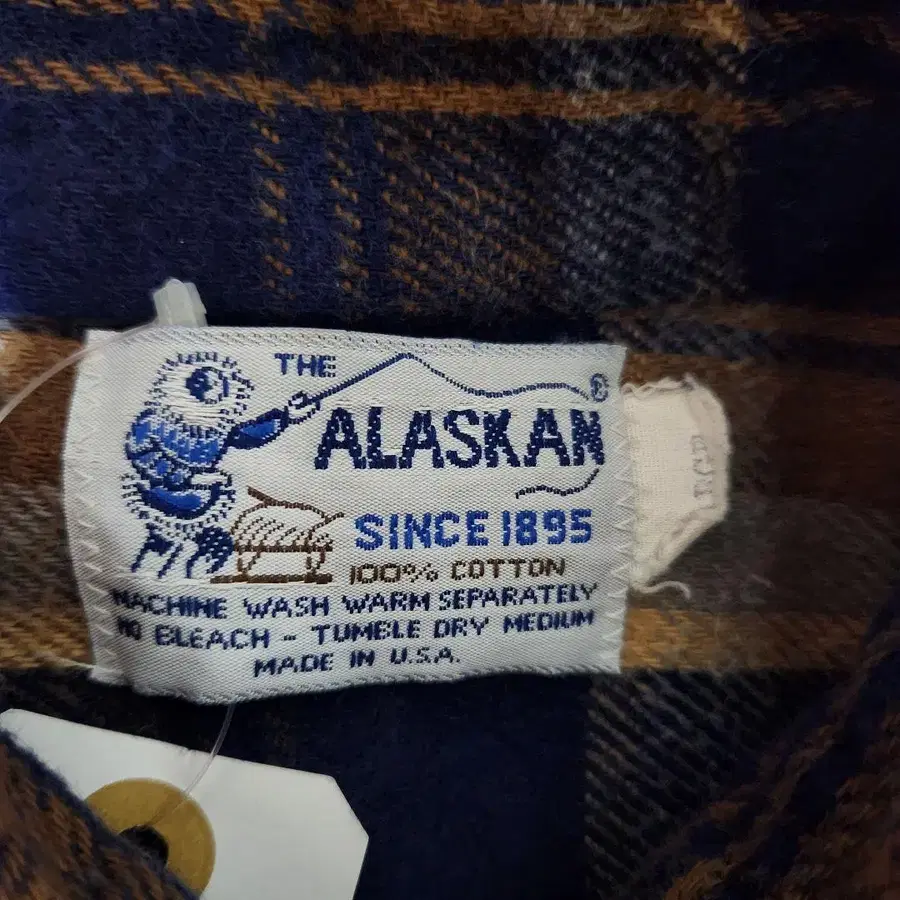 THE
ALASKAN ®
SINCE 1895
100% COTTON
MACHINE WASH WARM SEPARATELY
NO BLEACH - TUMBLE DRY MEDIUM
MADE IN U.S.A.